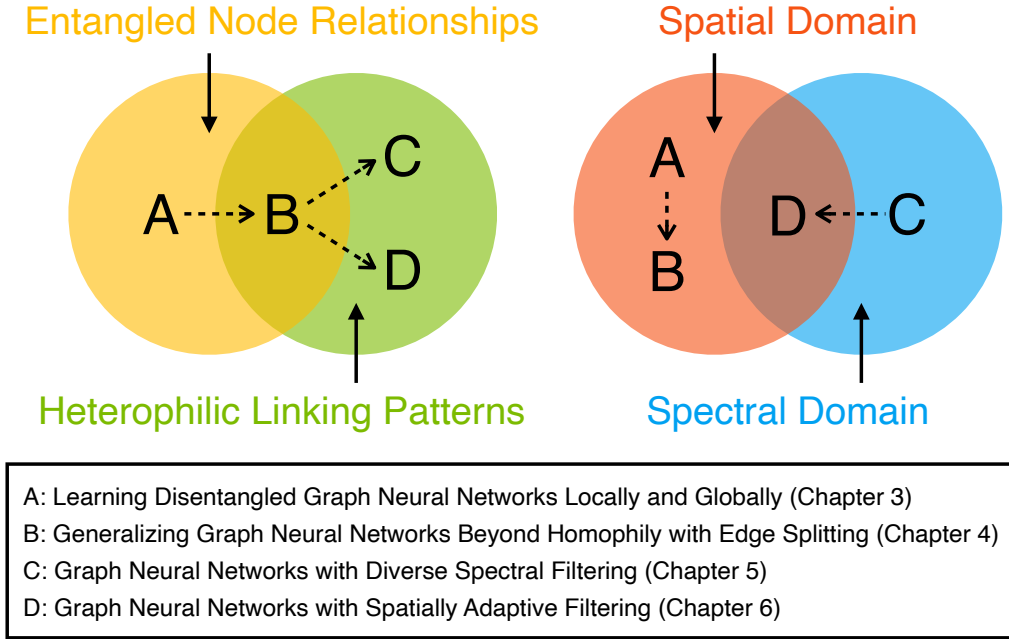 Entangled Node Relationships
Spatial Domain
A
B
C
D
A
B
D
C
Heterophilic Linking Patterns
Spectral Domain
A: Learning Disentangled Graph Neural Networks Locally and Globally (Chapter 3)
B: Generalizing Graph Neural Networks Beyond Homophily with Edge Splitting (Chapter 4)
C: Graph Neural Networks with Diverse Spectral Filtering (Chapter 5)
D: Graph Neural Networks with Spatially Adaptive Filtering (Chapter 6)